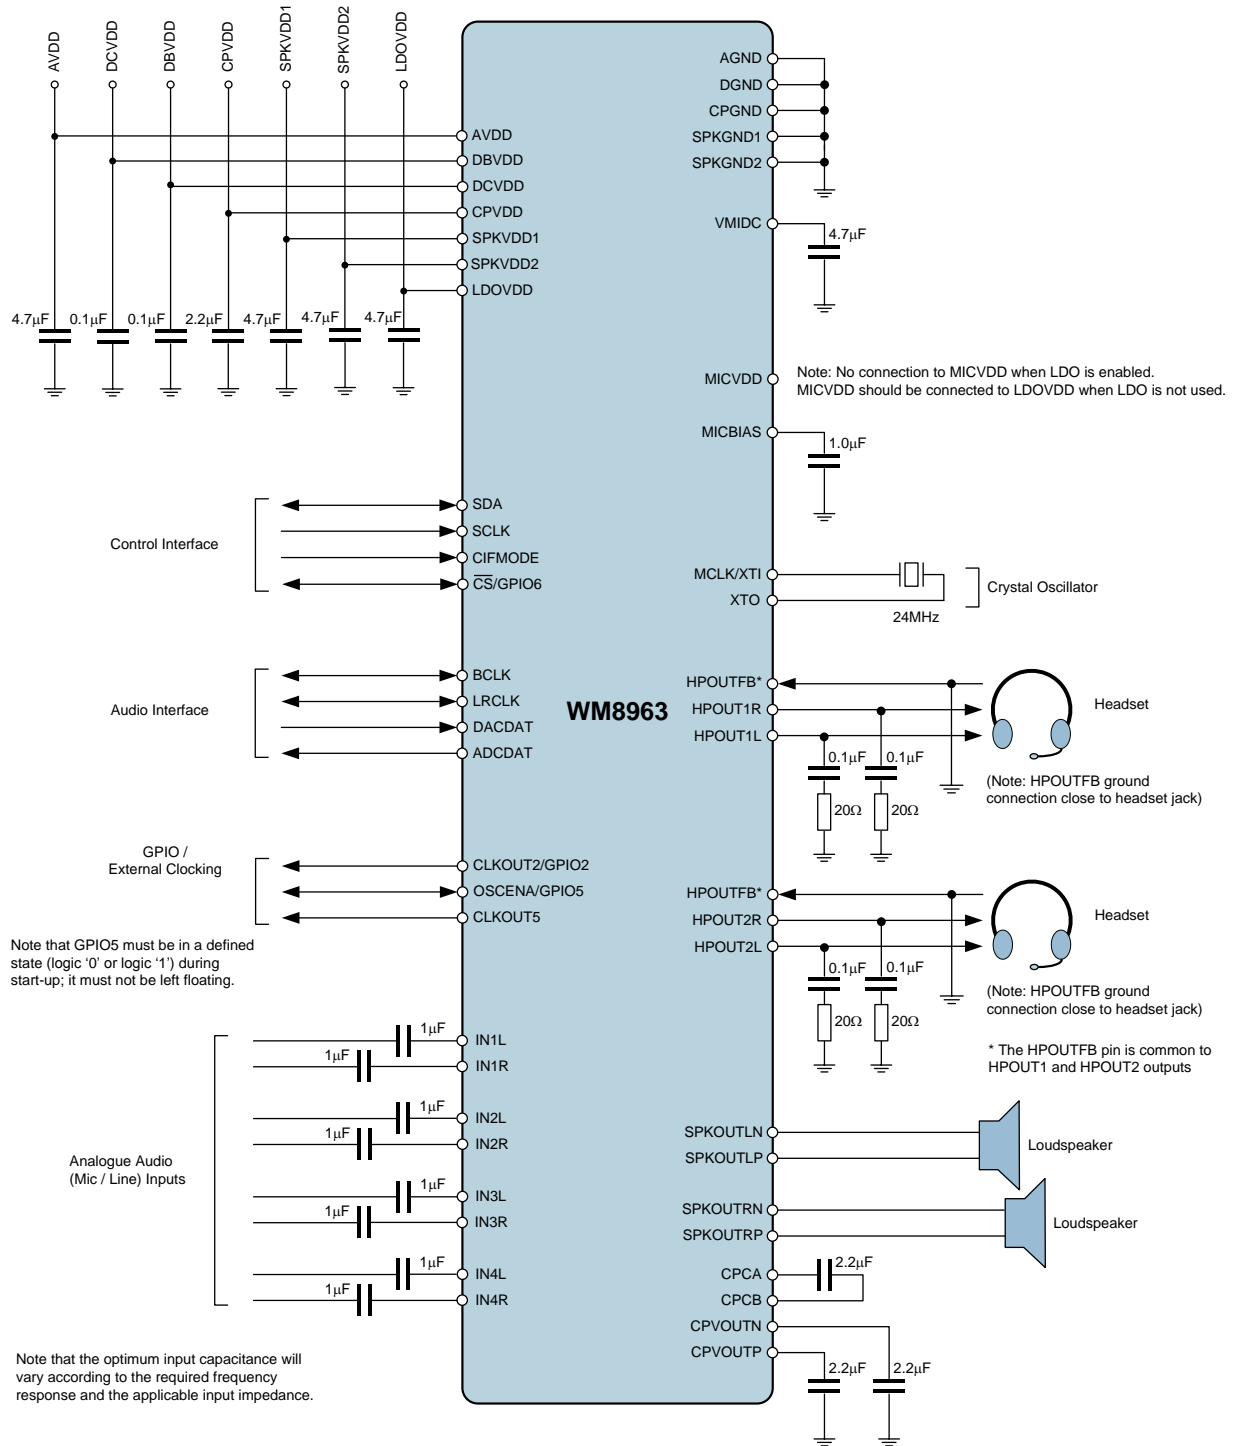 AVDD
DCVDD
DBVDD
CPVDD
SPKVDD1
SPKVDD2
LDOVDD
AVDD
DBVDD
DCVDD
CPVDD
SPKVDD1
SPKVDD2
LDOVDD
4.7µF
0.1µF
0.1µF
2.2µF
4.7µF
4.7µF
4.7µF
Control Interface
SDA
SCLK
CIFMODE
C̅S̅/GPIO6
Audio Interface
BCLK
LRCLK
DACDAT
ADCDAT
GPIO /
External Clocking
CLKOUT2/GPIO2
OSCENA/GPIO5
CLKOUT5
Note that GPIO5 must be in a defined
state (logic ‘0’ or logic ‘1’) during
start-up; it must not be left floating.
Analogue Audio
(Mic / Line) Inputs
1µF
IN1L
1µF
IN1R
1µF
IN2L
1µF
IN2R
1µF
IN3L
1µF
IN3R
1µF
IN4L
1µF
IN4R
Note that the optimum input capacitance will
vary according to the required frequency
response and the applicable input impedance.
WM8963
AGND
DGND
CPGND
SPKGND1
SPKGND2
VMIDC
4.7µF
MICVDD
Note: No connection to MICVDD when LDO is enabled.
MICVDD should be connected to LDOVDD when LDO is not used.
MICBIAS
1.0µF
MCLK/XTI
XTO
24MHz
Crystal Oscillator
HPOUTFB*
HPOUT1R
HPOUT1L
0.1µF
0.1µF
20Ω
20Ω
Headset
(Note: HPOUTFB ground
connection close to headset jack)
HPOUTFB*
HPOUT2R
HPOUT2L
0.1µF
0.1µF
20Ω
20Ω
Headset
(Note: HPOUTFB ground
connection close to headset jack)
* The HPOUTFB pin is common to
HPOUT1 and HPOUT2 outputs
SPKOUTLN
SPKOUTLP
Loudspeaker
SPKOUTRN
SPKOUTRP
Loudspeaker
CPCA
2.2µF
CPCB
CPVOUTN
CPVOUTP
2.2µF
2.2µF